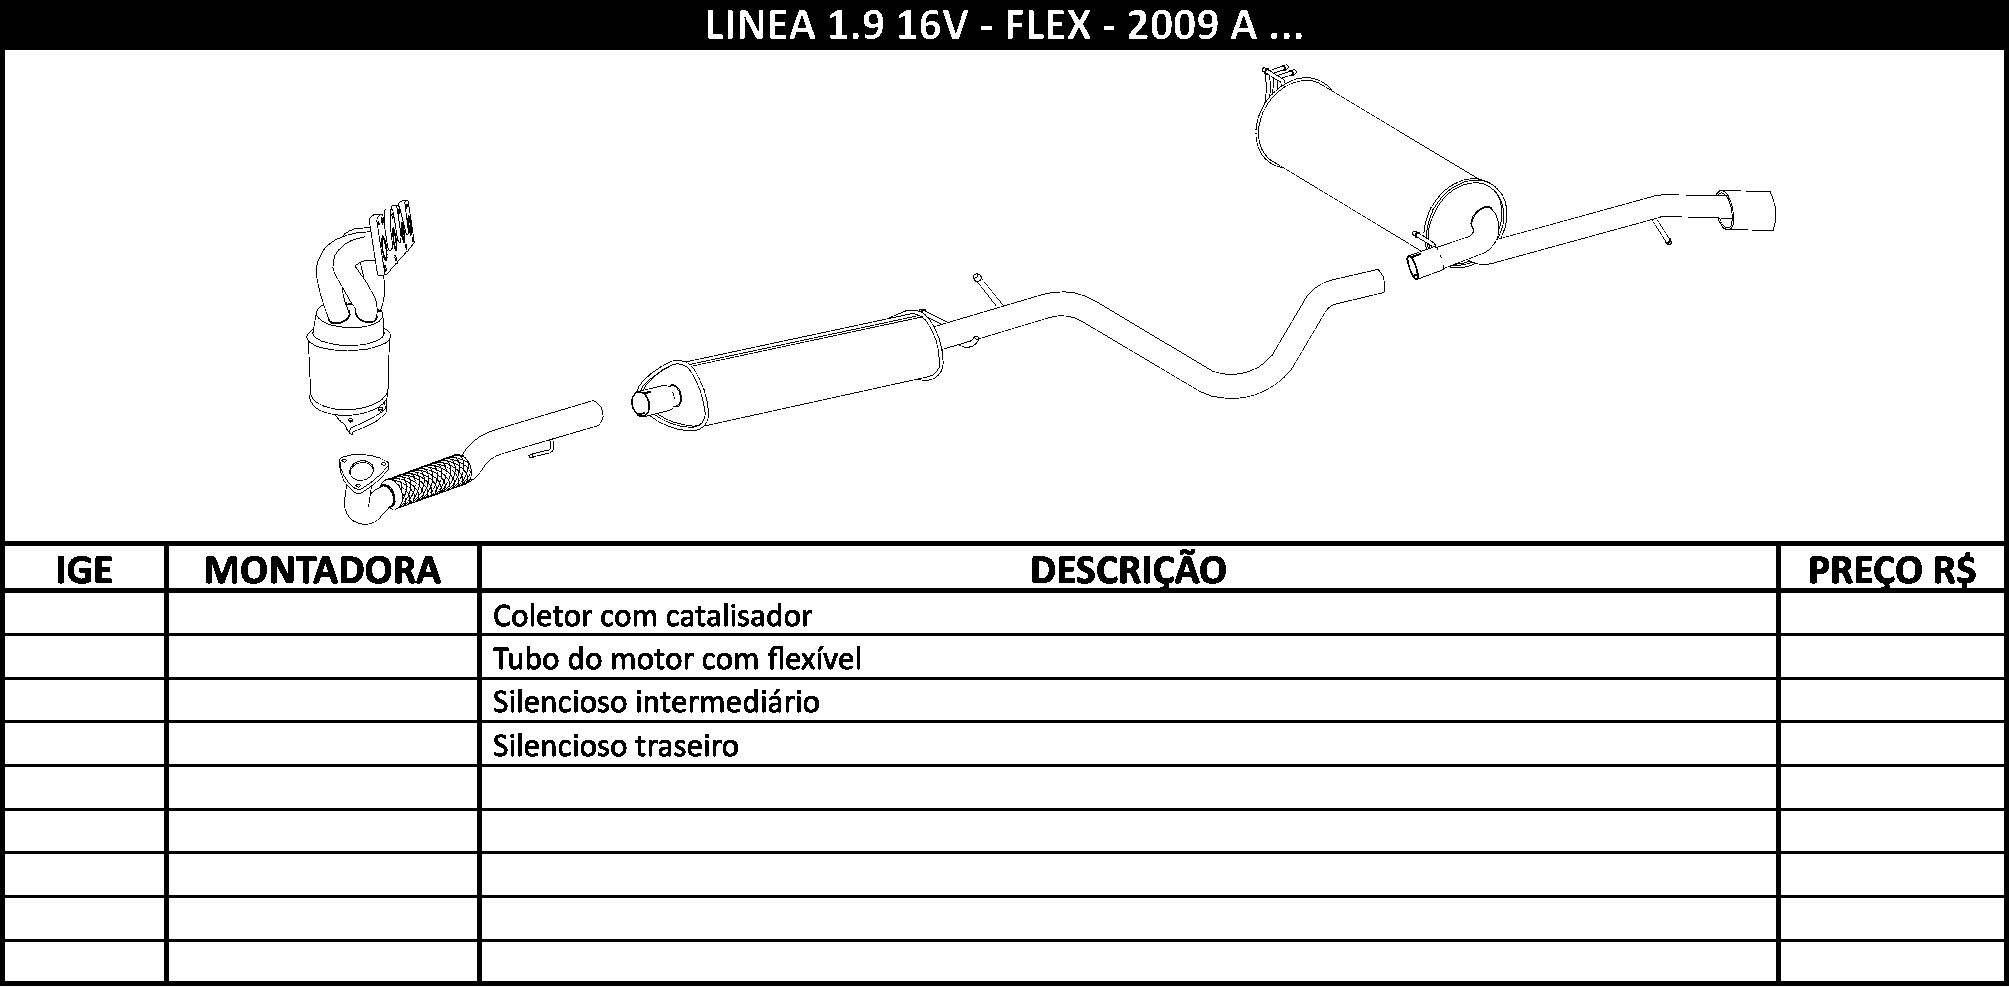 LINEA 1.9 16V - FLEX - 2009 A ...
IGE MONTADORA DESCRIÇÃO PREÇO R$
Coletor com catalisador
Tubo do motor com flexível
Silencioso intermediário
Silencioso traseiro